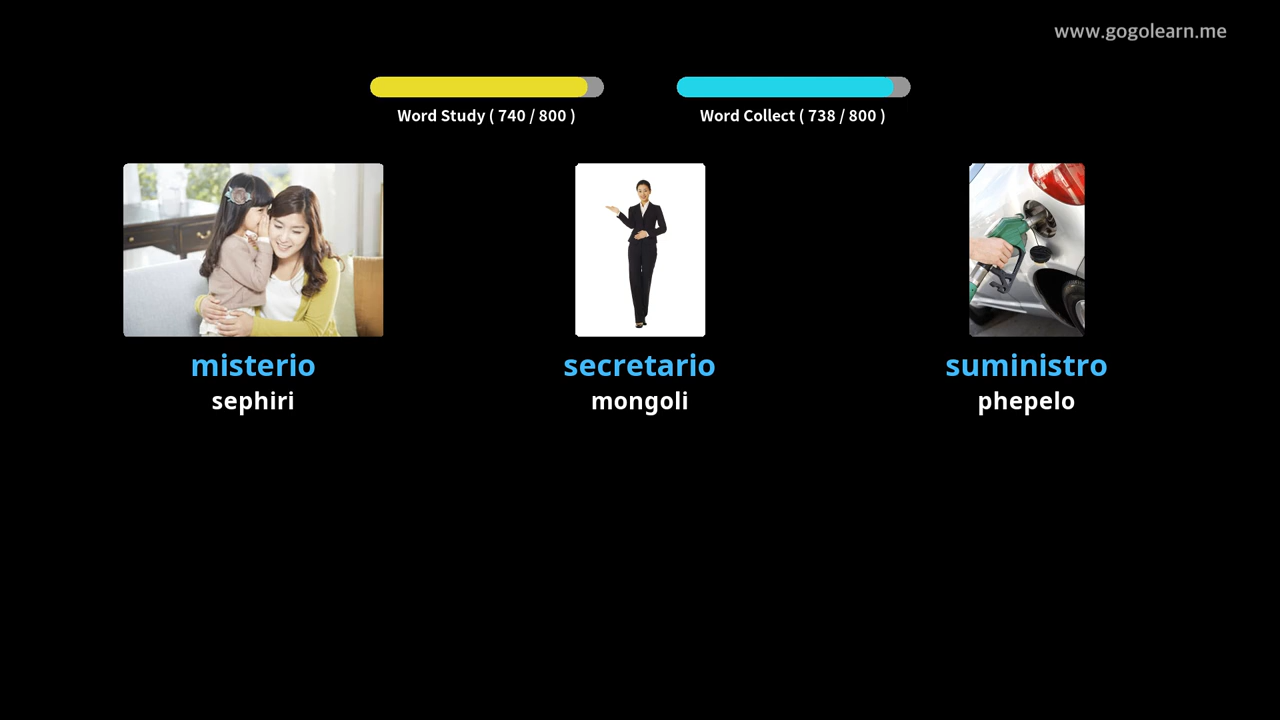 www.gogolearn.me
Word Study ( 740 / 800 )
Word Collect ( 738 / 800 )
misterio
sephiri
secretario
mongoli
suministro
phepelo